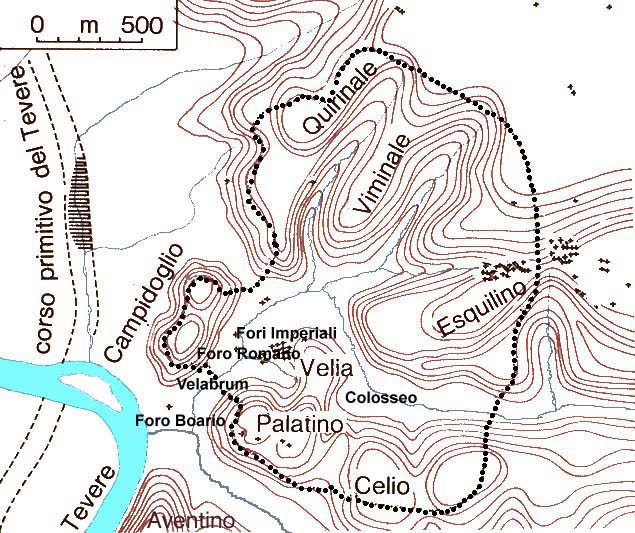 0 m 500
corso primitivo del Tevere
Quirinale
Viminale
Campidoglio
Esquilino
Fori Imperiali
Foro Romano
Velia
Velabrum
Colosseo
Foro Boario
Palatino
Celio
Tevere
Aventino